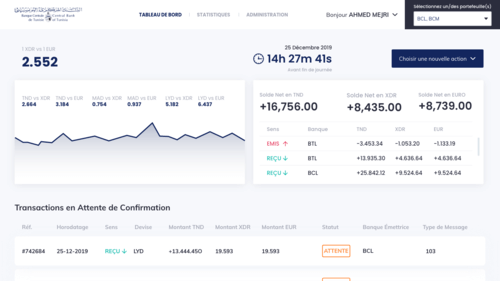 Banque Centrale de Tunisie
Central Bank of Tunisia
TABLEAU DE BORD
STATISTIQUES
ADMINISTRATION
Bonjour AHMED MEJRI
Sélectionnez un/des portefeuille(s)
BCL, BCM
1 XDR vs 1 EUR
2.552
25 Décembre 2019
14h 27m 41s
Avans fin de journée
Choisir une nouvelle action
TND vs XDR TND vs EUR MAD vs XDR MAD vs EUR LYD vs XDR LYD vs EUR
2.664 3.184 0.754 0.937 5.182 6.437
Solde Net en TND Solde Net en XDR Solde Net en EURO
+16,756.00 +8,435.00 +8,739.00
Sens Banque TND XDR EUR
EMIS BTL -3.453.34 -1.053.20 -1.133.19
REÇU BTL +13.935.30 +4.636.64 +4.636.64
REÇU BCL +25.842.12 +9.524.64 +9.524.64
Transactions en Attente de Confirmation
Réf. Horodatage Sens Devise Montant TND Montant XDR Montant EUR Statut Banque Émettrice Type de Message
#742684 25-12-2019 REÇU LYD +13.444.450 19.593 19.593 ATTENTE BCL 103